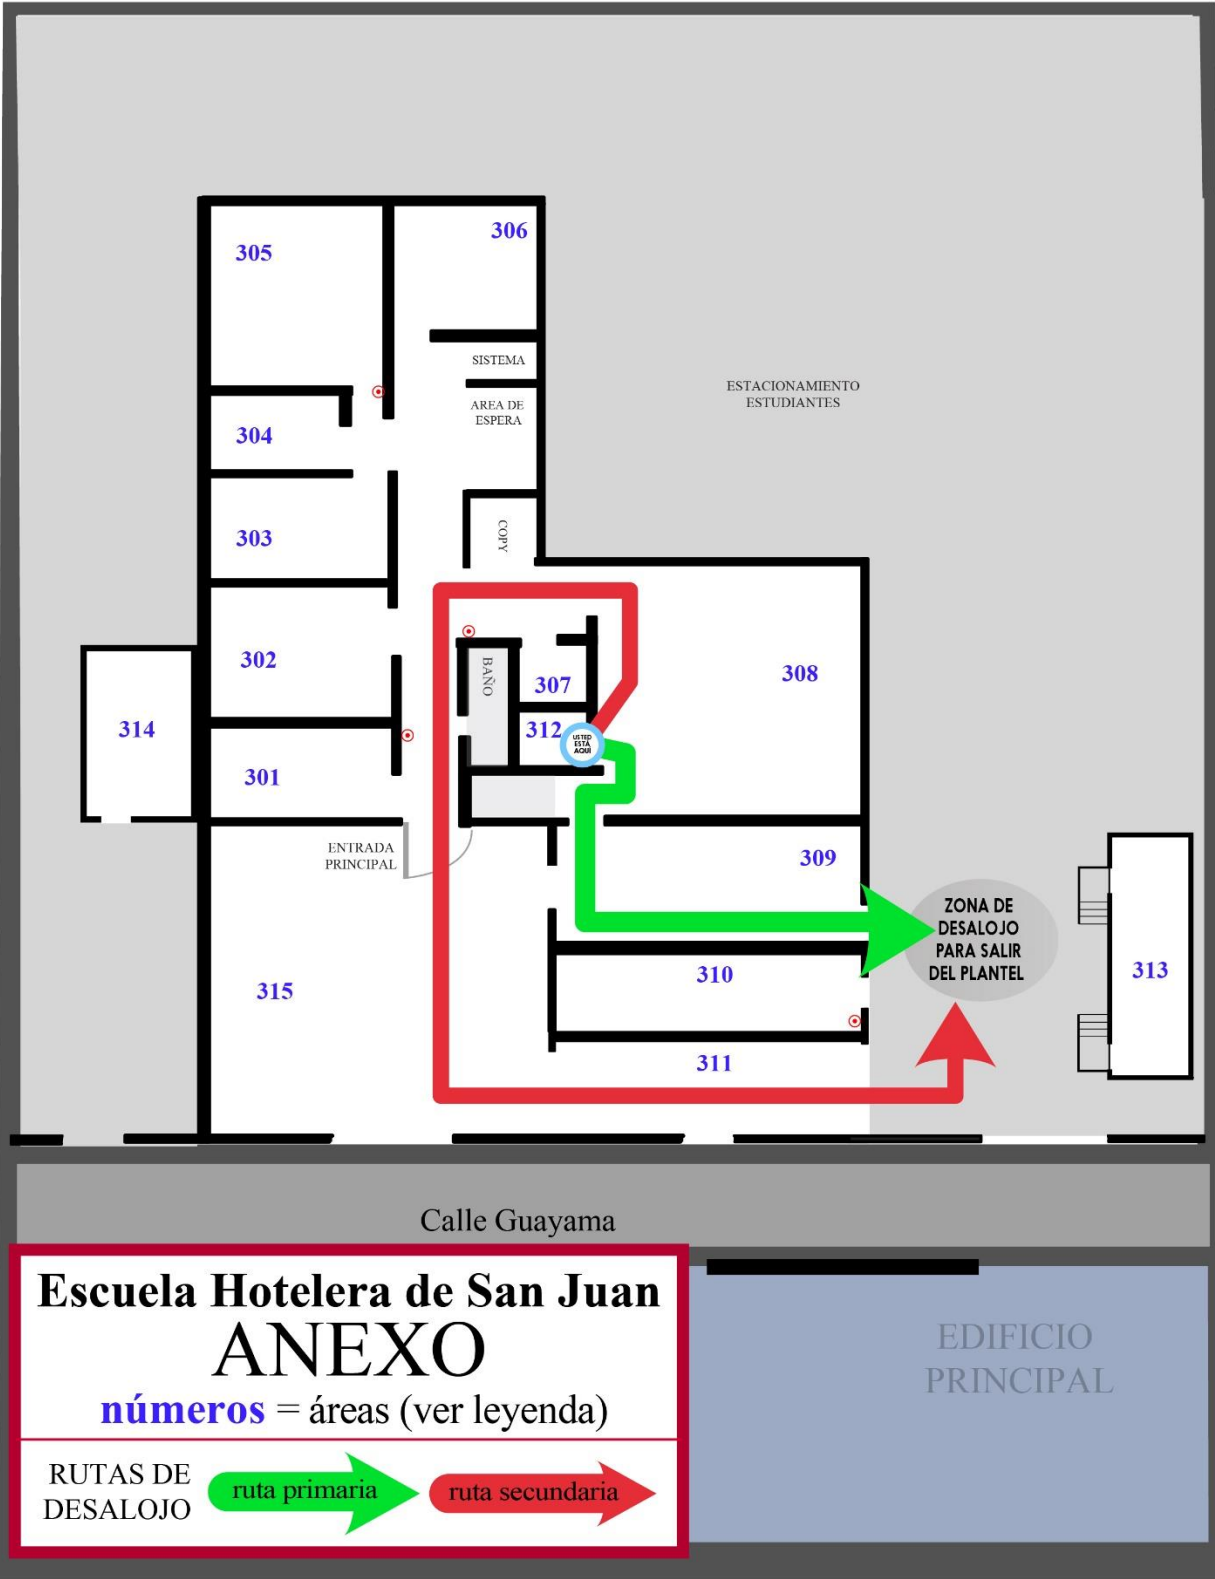 306
305
SISTEMA
ESTACIONAMIENTO
ESTUDIANTES
AREA DE
ESPERA
304
COPY
303
302
BAÑO
307
308
314
312
USTED
ESTÁ
AQUÍ
301
ENTRADA
PRINCIPAL
309
ZONA DE
DESALOJO
PARA SALIR
DEL PLANTEL
310
313
315
311
Calle Guayama
Escuela Hotelera de San Juan
ANEXO
números = áreas (ver leyenda)
RUTAS DE
DESALOJO
ruta primaria
ruta secundaria
EDIFICIO
PRINCIPAL